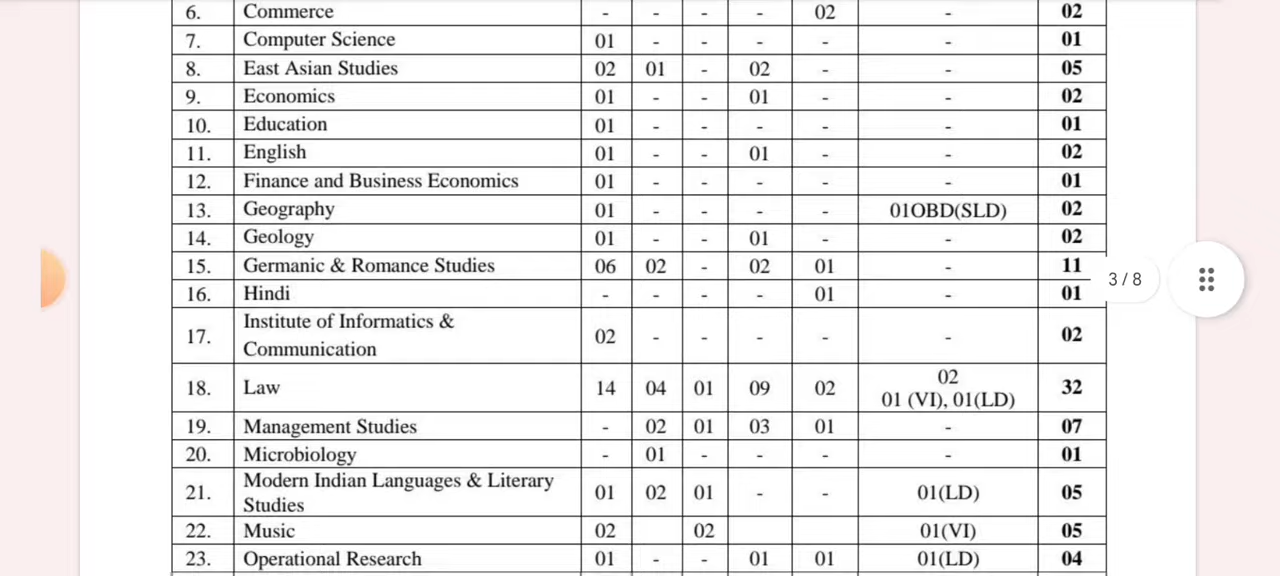 6. Commerce - - - - 02 - 02
7. Computer Science 01 - - - - - 01
8. East Asian Studies 02 01 - 02 - - 05
9. Economics 01 - - 01 - - 02
10. Education 01 - - - - - 01
11. English 01 - - 01 - - 02
12. Finance and Business Economics 01 - - - - - 01
13. Geography 01 - - - - 01OBD(SLD) 02
14. Geology 01 - - 01 - - 02
15. Germanic & Romance Studies 06 02 - 02 01 - 11
16. Hindi - - - - 01 - 01
17. Institute of Informatics &
Communication 02 - - - - - 02
18. Law 14 04 01 09 02 02
01 (VI), 01(LD) 32
19. Management Studies - 02 01 03 01 - 07
20. Microbiology - 01 - - - - 01
21. Modern Indian Languages & Literary
Studies 01 02 01 - - 01(LD) 05
22. Music 02 02 01(VI) 05
23. Operational Research 01 - - 01 01 01(LD) 04
3 / 8